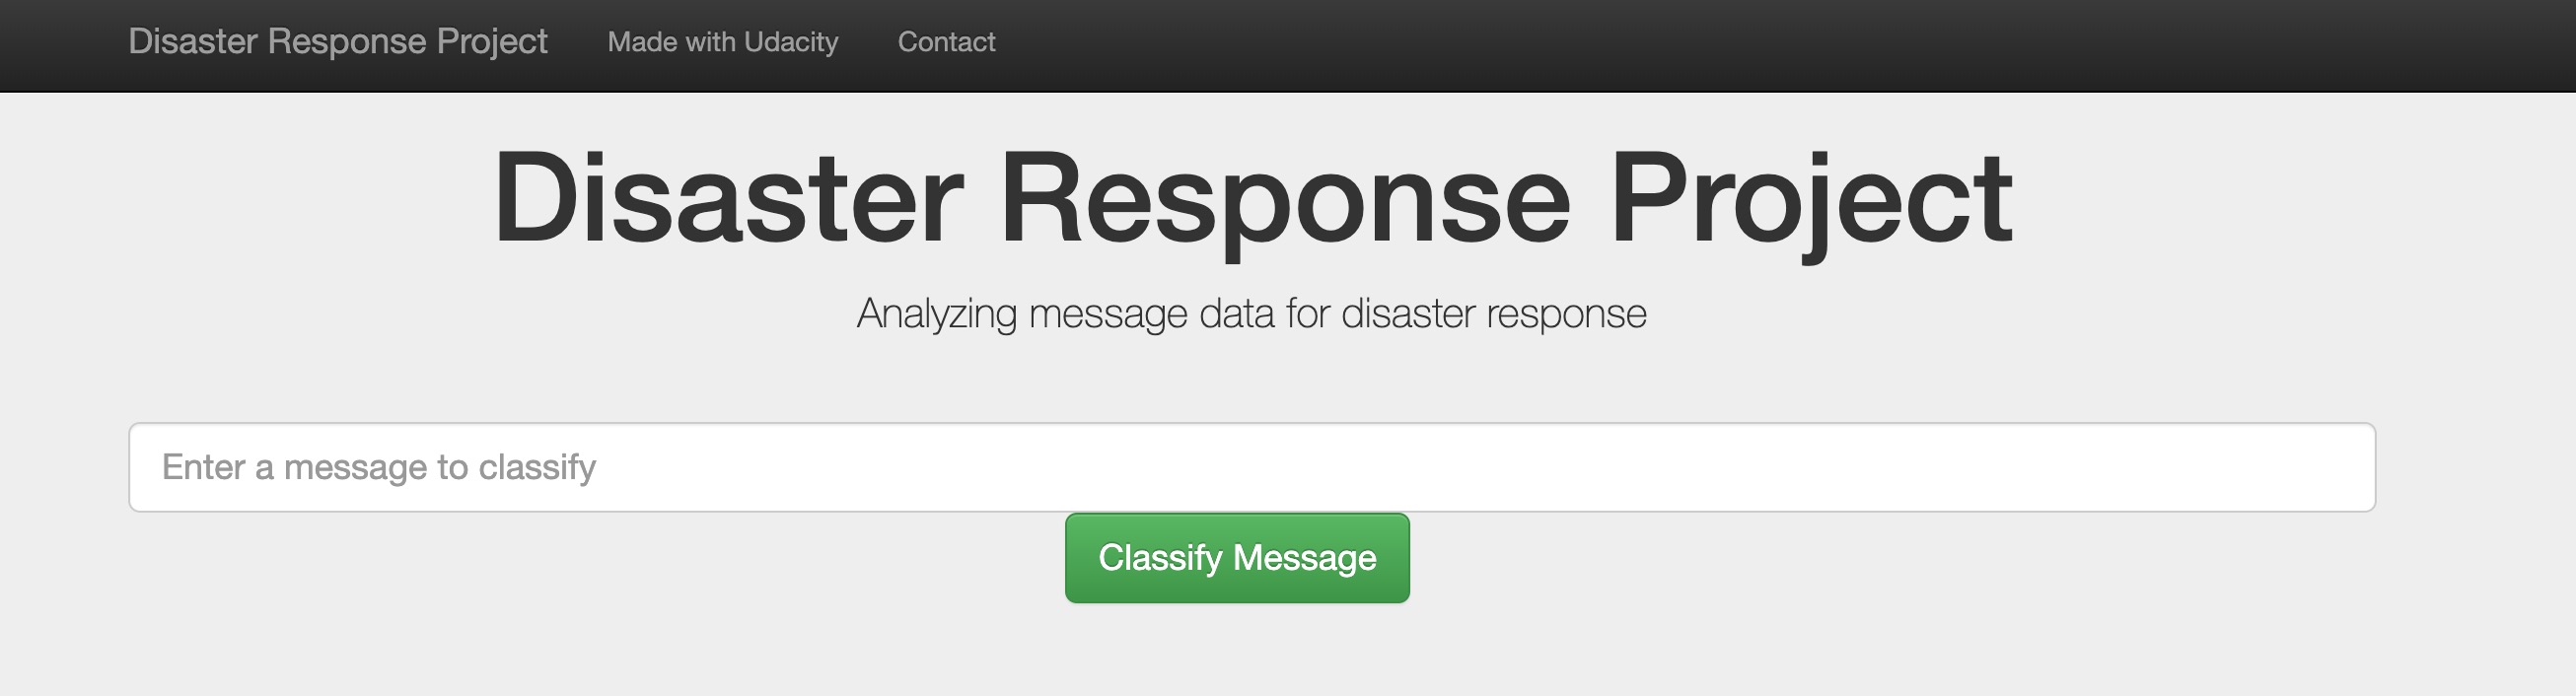 Disaster Response Project Made with Udacity Contact
Disaster Response Project
Analyzing message data for disaster response
Enter a message to classify
Classify Message